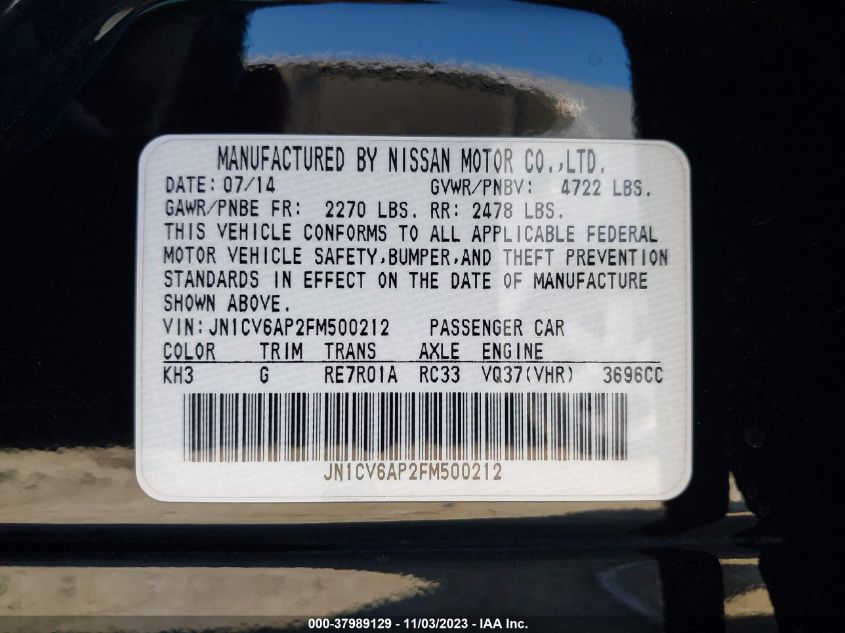 MANUFACTURED BY NISSAN MOTOR CO.,LTD.
DATE: 07/14 GVWR/PNBV: 4722 LBS.
GAWR/PNBE FR: 2270 LBS. RR: 2478 LBS.
THIS VEHICLE CONFORMS TO ALL APPLICABLE FEDERAL
MOTOR VEHICLE SAFETY,BUMPER,AND THEFT PREVENTION
STANDARDS IN EFFECT ON THE DATE OF MANUFACTURE
SHOWN ABOVE.
VIN: JN1CV6AP2FM500212 PASSENGER CAR
COLOR TRIM TRANS AXLE ENGINE
KH3 G RE7R01A RC33 VQ37(VHR) 3696CC
JN1CV6AP2FM500212
000-37989129 - 11/03/2023 - IAA Inc.